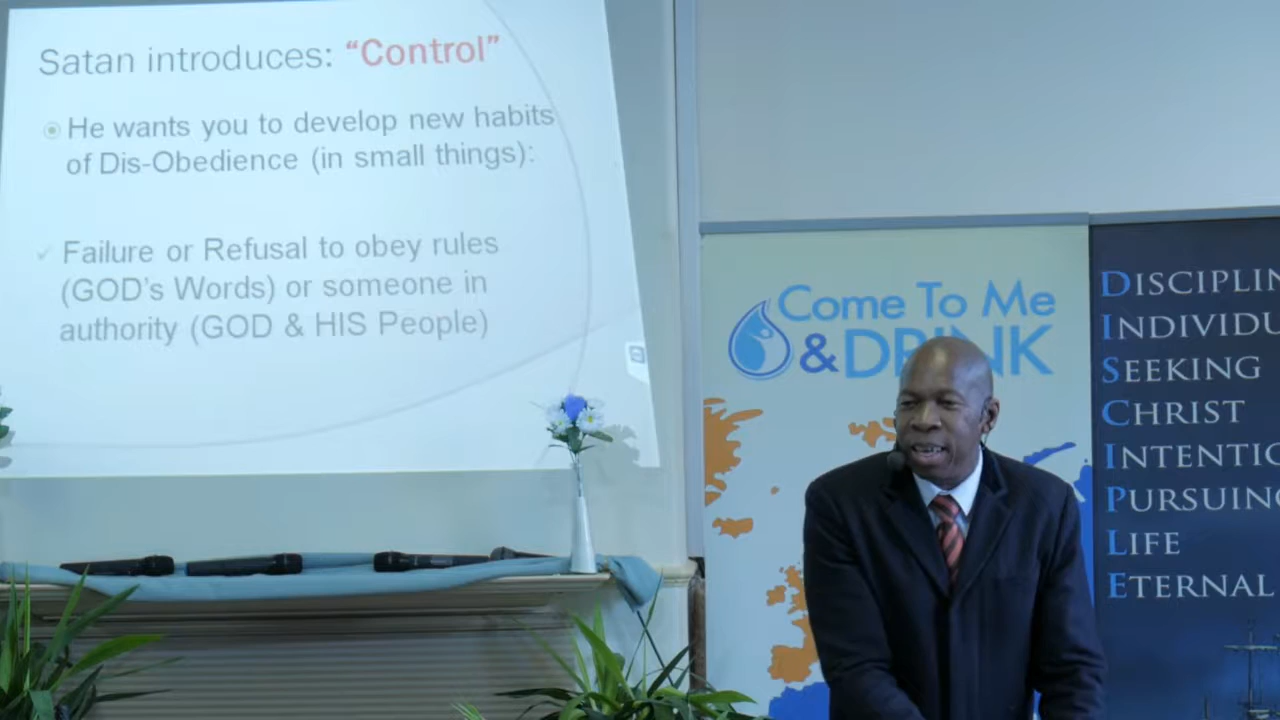 Satan introduces: “Control”
He wants you to develop new habits
of Dis-Obedience (in small things):
Failure or Refusal to obey rules
(GOD's Words) or someone in
authority (GOD & HIS People)
Come To Me
& DRINK
DISCIPLIN
INDIVIDU
SEEKING
CHRIST
INTENTIO
PURSUING
LIFE
ETERNAL